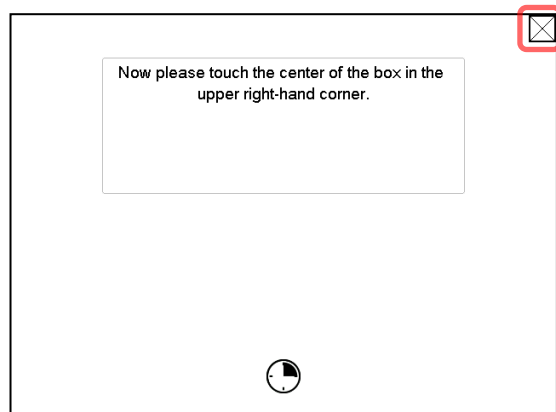 Now please touch the center of the box in the
upper right-hand corner.